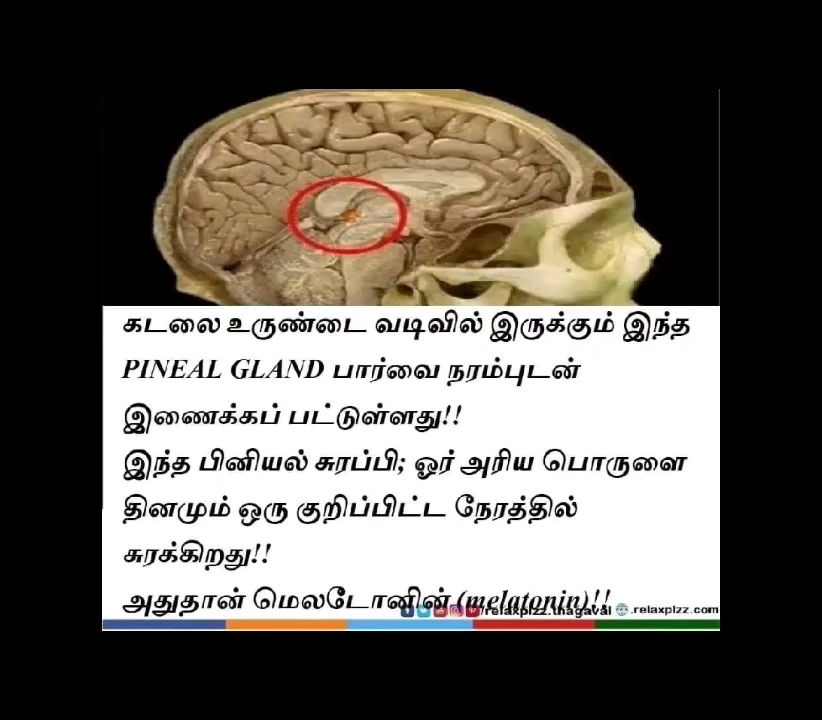 கடலை உருண்டை வடிவில் இருக்கும் இந்த
PINEAL GLAND பார்வை நரம்புடன்
இணைக்கப் பட்டுள்ளது!!
இந்த பினியல் சுரப்பி; ஓர் அரிய பொருளை
தினமும் ஒரு குறிப்பிட்ட நேரத்தில்
சுரக்கிறது!!
அதுதான் மெலடோனின் (melatonin)!!
/relaxplzz.thagaval .relaxplzz.com